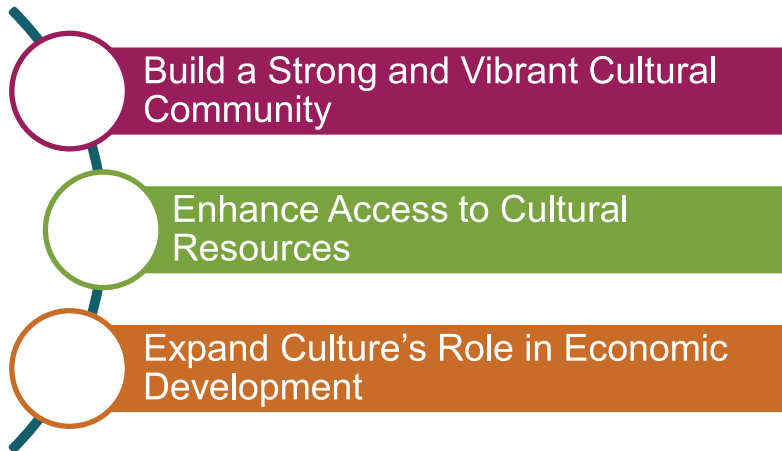 Build a Strong and Vibrant Cultural
Community
Enhance Access to Cultural
Resources
Expand Culture’s Role in Economic
Development